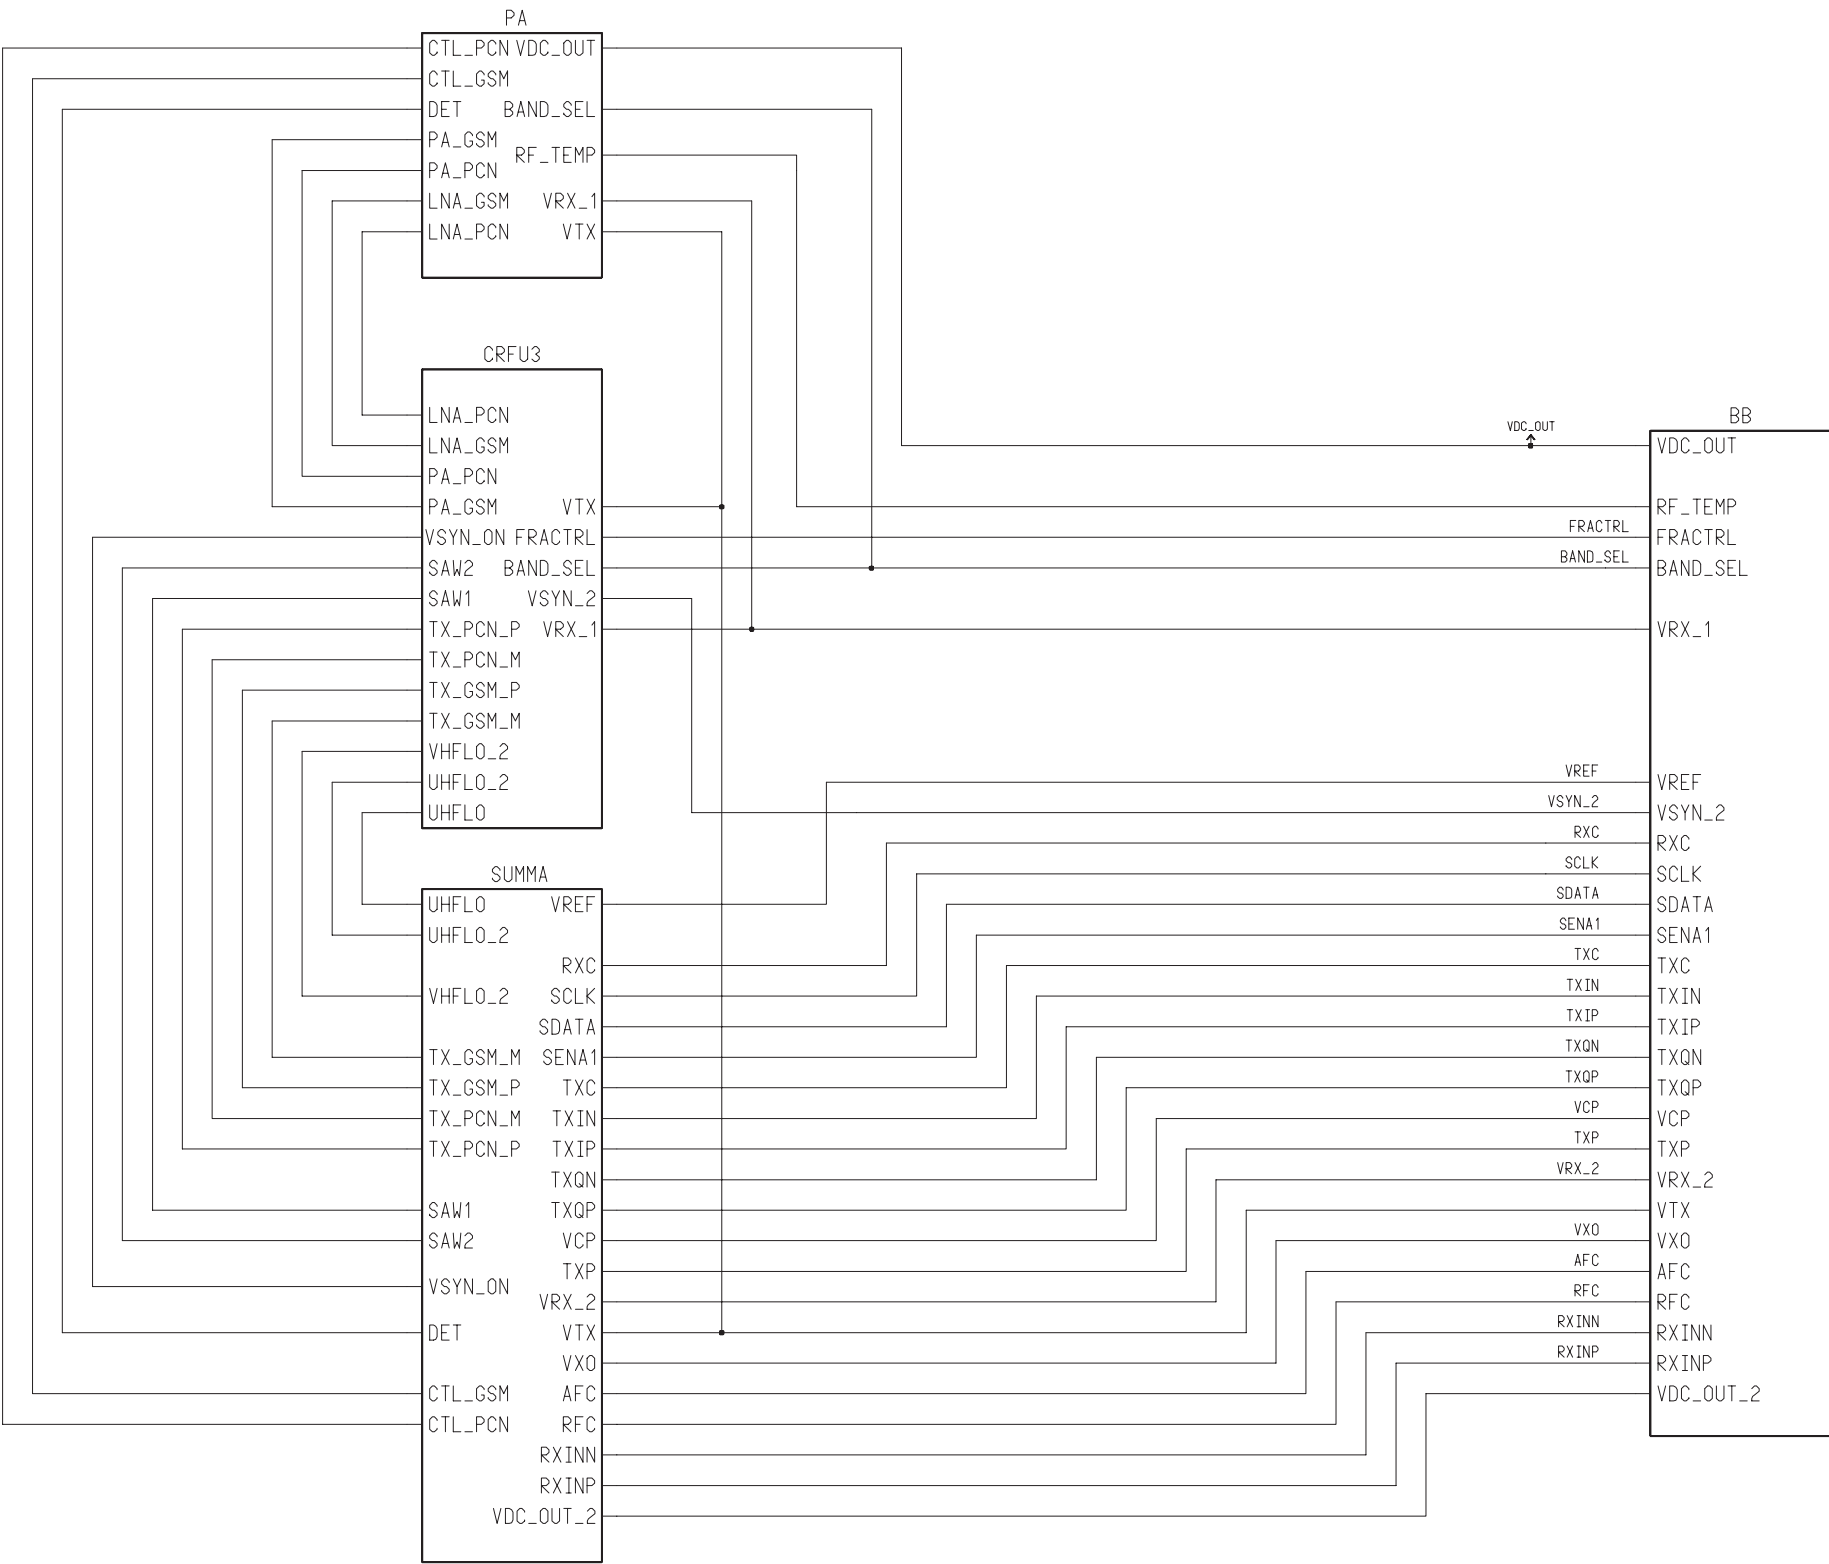 PA
CTL_PCN VDC_OUT
CTL_GSM
DET BAND_SEL
PA_GSM
RF_TEMP
PA_PCN
LNA_GSM VRX_1
LNA_PCN VTX
CRFU3
LNA_PCN
LNA_GSM
PA_PCN
PA_GSM VTX
VSYN_ON FRACTRL
SAW2 BAND_SEL
SAW1 VSYN_2
TX_PCN_P VRX_1
TX_PCN_M
TX_GSM_P
TX_GSM_M
VHFLO_2
UHFLO_2
UHFLO
SUMMA
UHFLO VREF
UHFLO_2
RXC
VHFLO_2 SCLK
SDATA
TX_GSM_M SENA1
TX_GSM_P TXC
TX_PCN_M TXIN
TX_PCN_P TXIP
TXQN
SAW1 TXQP
SAW2 VCP
TXP
VSYN_ON
VRX_2
DET VTX
VXO
CTL_GSM AFC
CTL_PCN RFC
RXINN
RXINP
VDC_OUT_2
BB
VDC_OUT
VDC_OUT
RF_TEMP
FRACTRL FRACTRL
BAND_SEL BAND_SEL
VRX_1
VREF VREF
VSYN_2 VSYN_2
RXC RXC
SCLK SCLK
SDATA SDATA
SENA1 SENA1
TXC TXC
TXIN TXIN
TXIP TXIP
TXQN TXQN
TXQP TXQP
VCP VCP
TXP TXP
VRX_2 VRX_2
VTX
VXO VXO
AFC AFC
RFC RFC
RXINN RXINN
RXINP RXINP
VDC_OUT_2